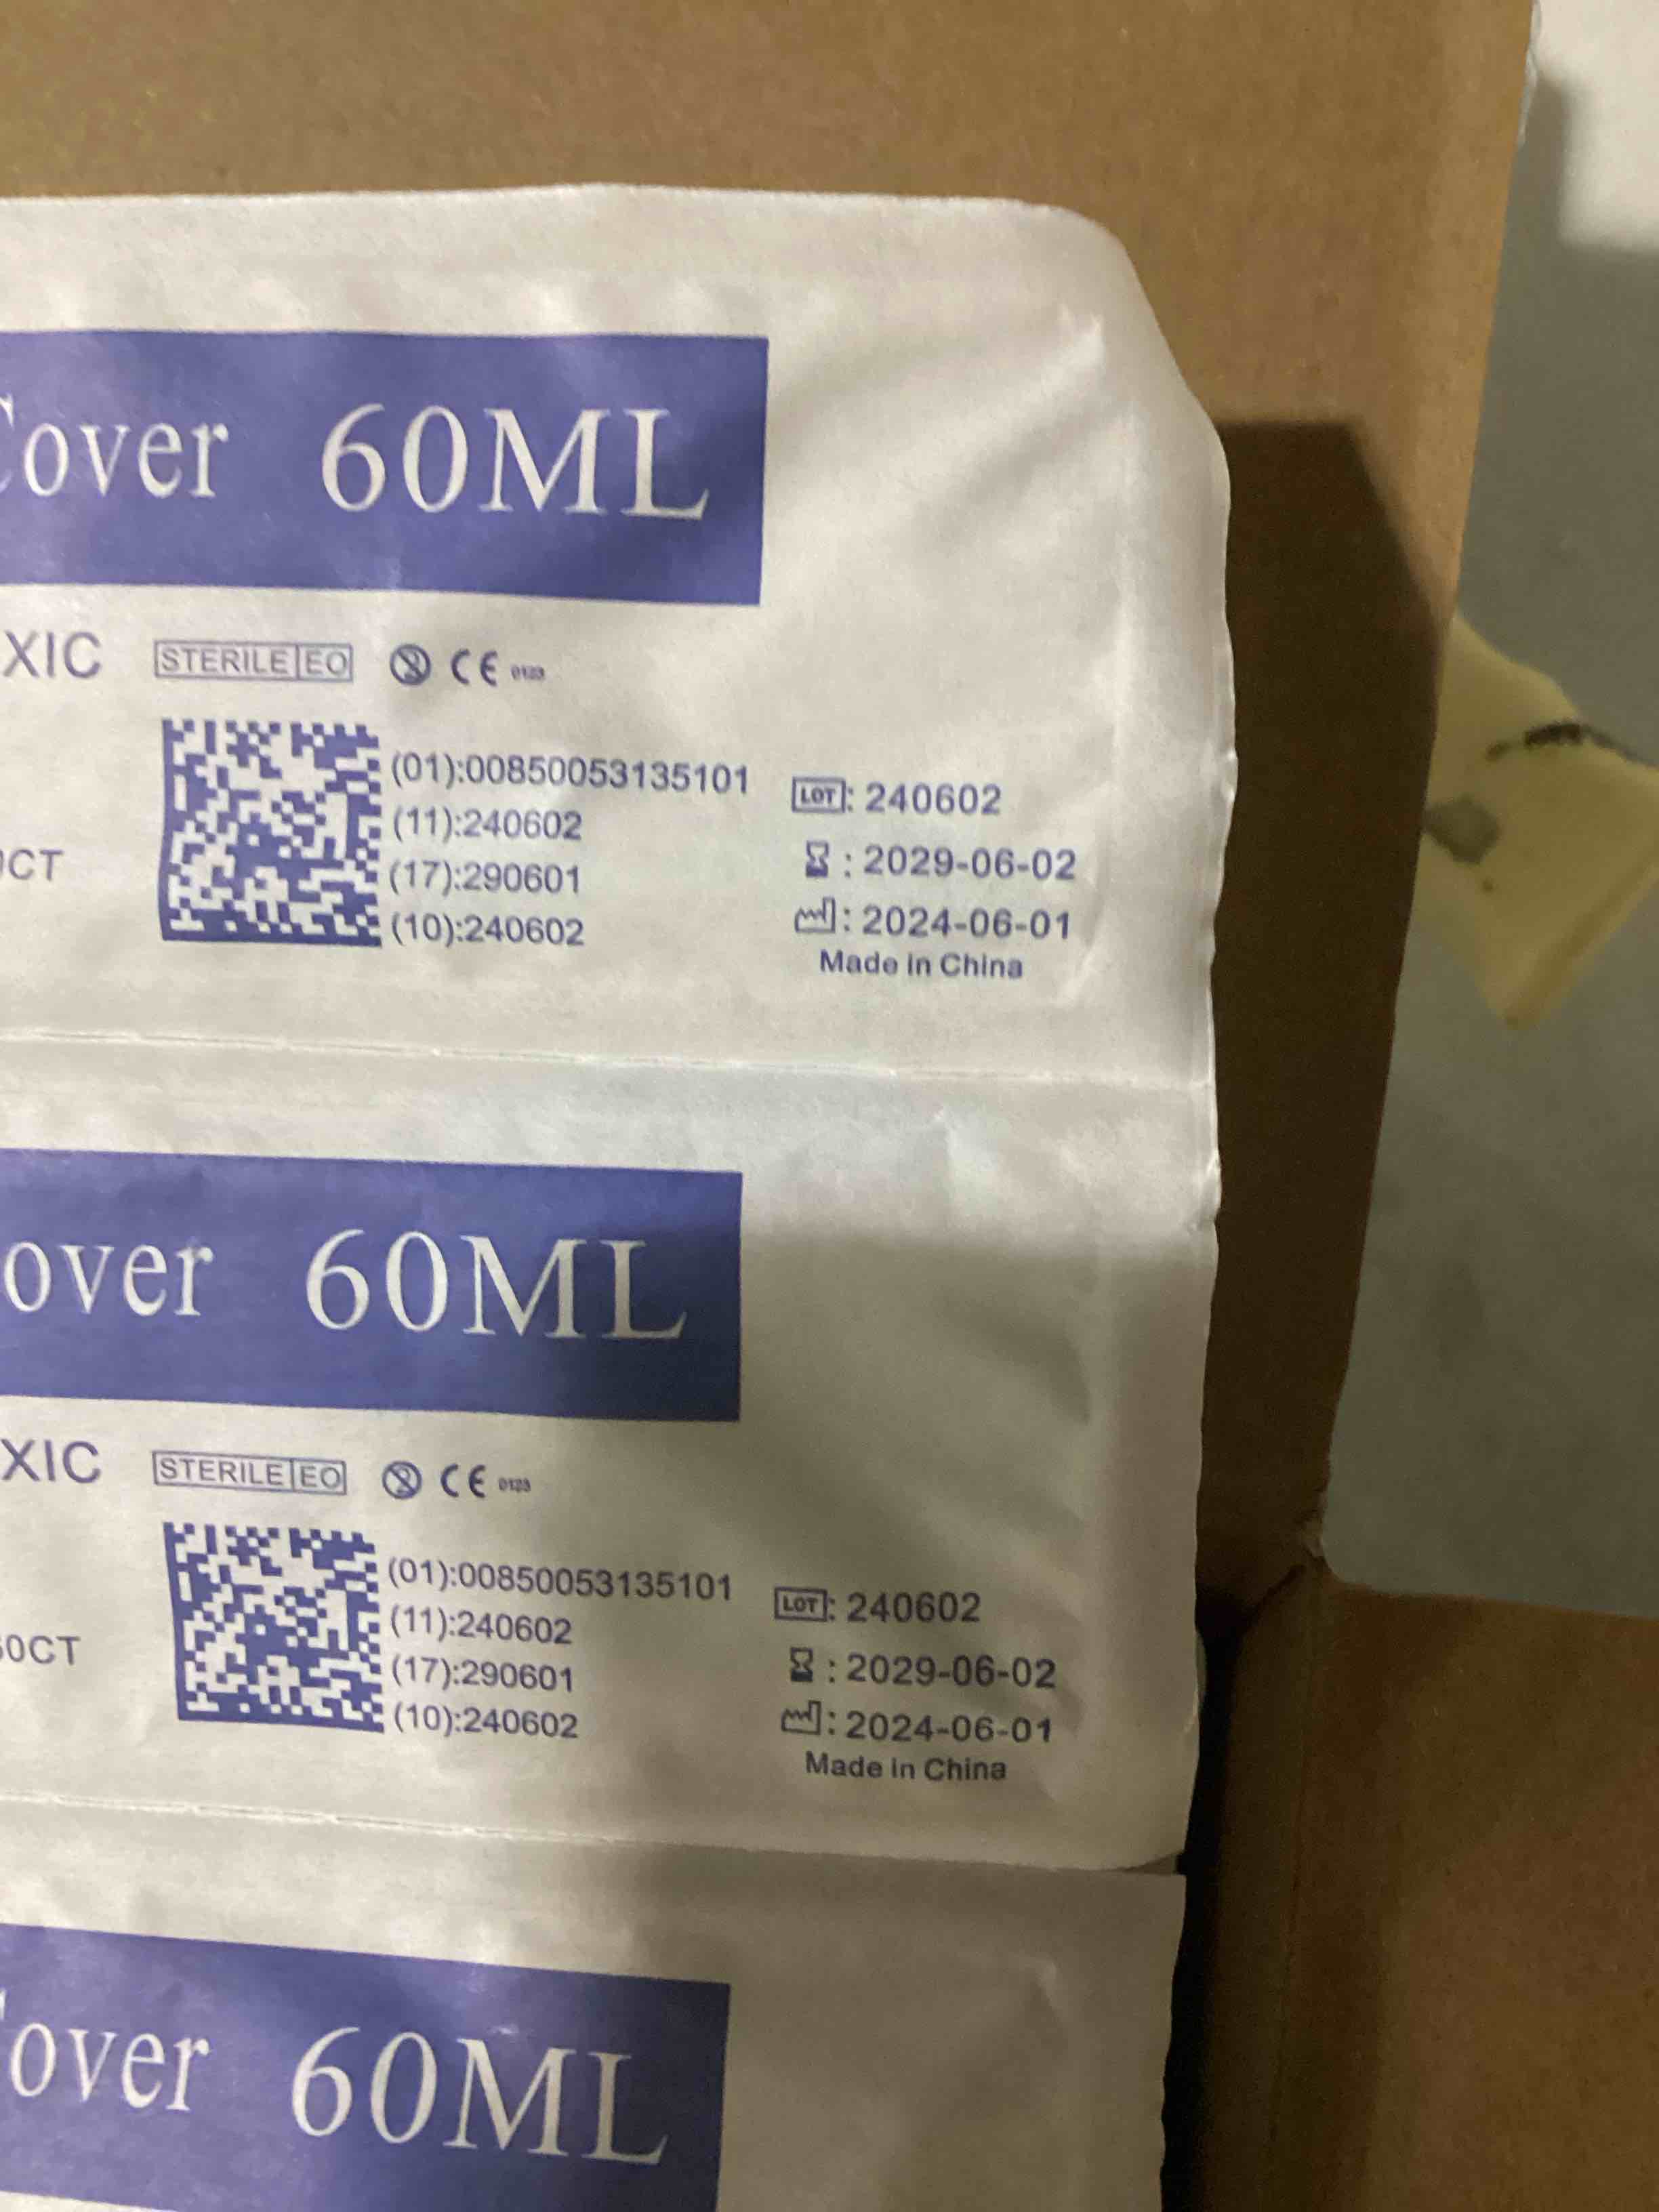 Cover 60ML
XIC STERILE EO CE 0123
(01):00850053135101
(11):240602
(17):290601
(10):240602
CT
LOT: 240602
: 2029-06-02
: 2024-06-01
Made in China
over 60ML
XIC STERILE EO CE 0123
(01):00850053135101
(11):240602
(17):290601
(10):240602
0CT
LOT: 240602
: 2029-06-02
: 2024-06-01
Made in China
over 60ML